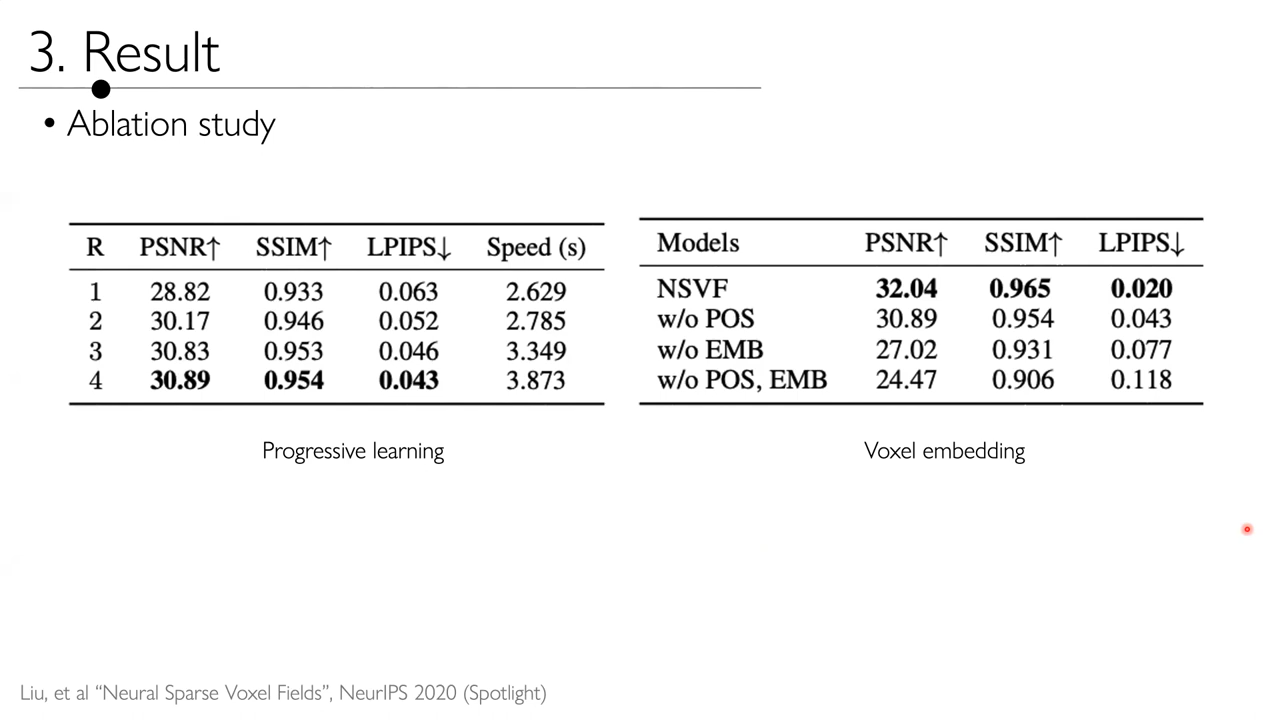 3. Result
• Ablation study
R PSNR↑ SSIM↑ LPIPS↓ Speed (s)
1 28.82 0.933 0.063 2.629
2 30.17 0.946 0.052 2.785
3 30.83 0.953 0.046 3.349
4 30.89 0.954 0.043 3.873
Progressive learning
Models PSNR↑ SSIM↑ LPIPS↓
NSVF 32.04 0.965 0.020
w/o POS 30.89 0.954 0.043
w/o EMB 27.02 0.931 0.077
w/o POS, EMB 24.47 0.906 0.118
Voxel embedding
Liu, et al “Neural Sparse Voxel Fields”, NeurIPS 2020 (Spotlight)